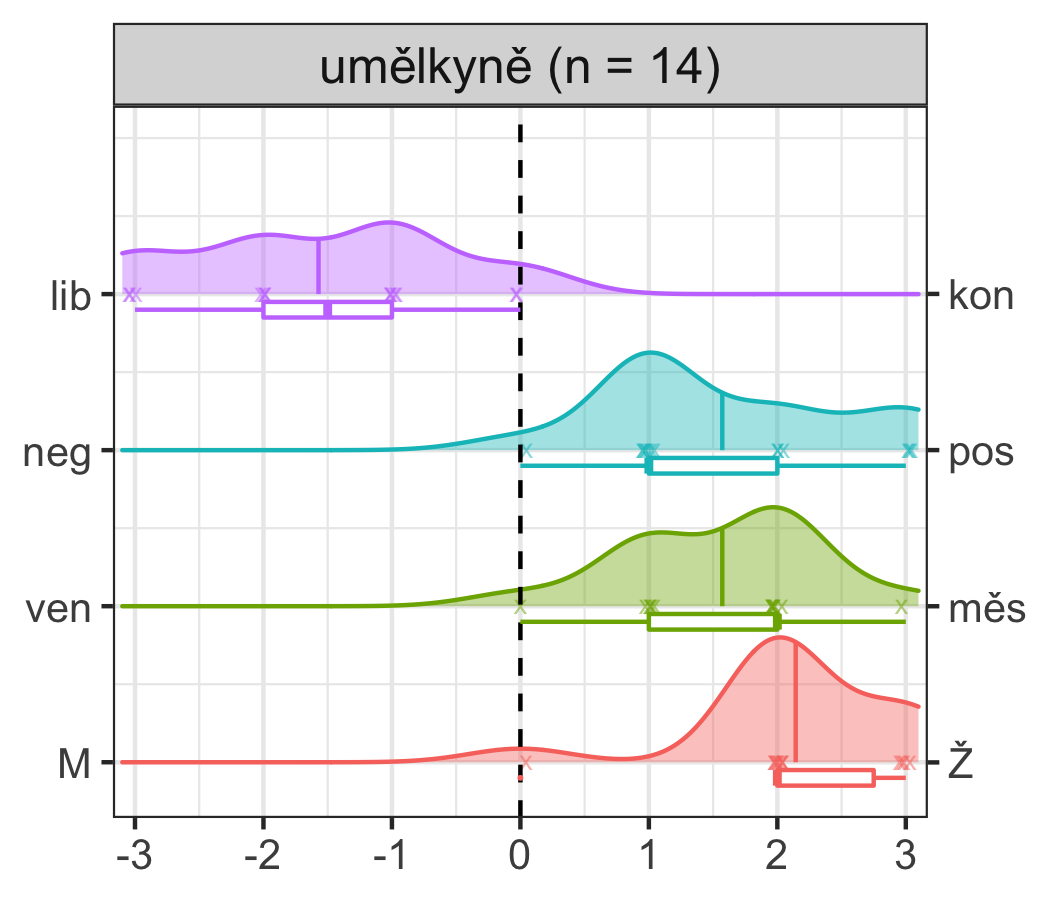 umělkyně (n = 14)
lib kon
neg pos
ven měs
M Ž
-3 -2 -1 0 1 2 3